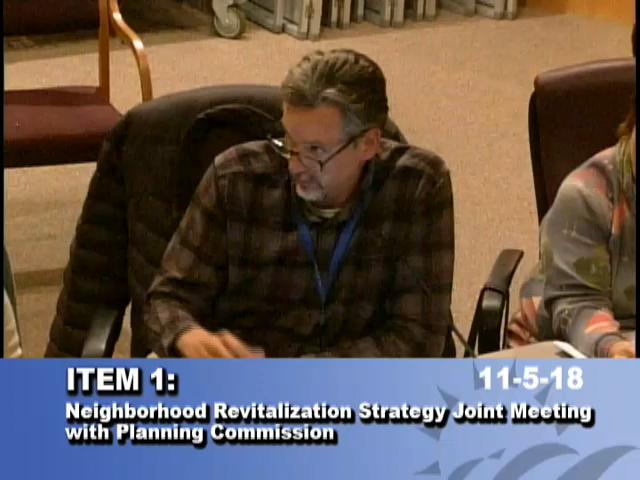 ITEM 1:
11-5-18
Neighborhood Revitalization Strategy Joint Meeting
with Planning Commission